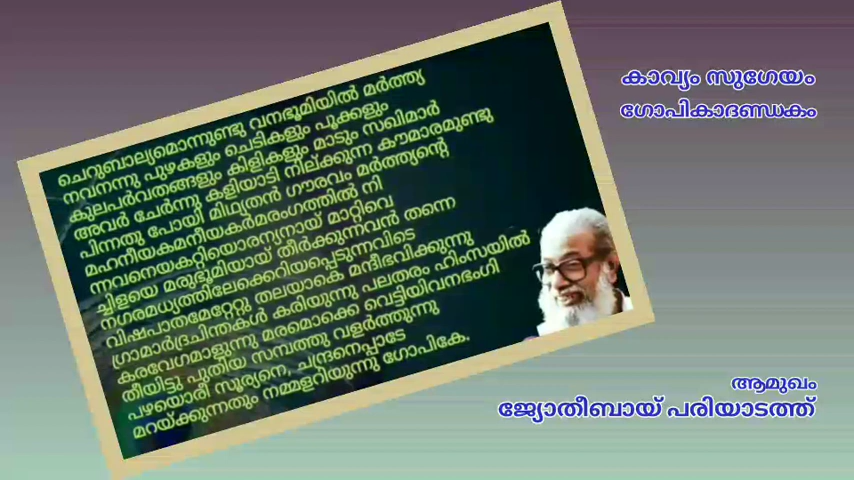 ചെറുബാല്യമൊന്നുണ്ടു വനഭൂമിയിൽ മർത്ത്യ
നവനന്നു പുഴകളും ചെടികളും പൂക്കളും
കുലപർവതങ്ങളും കിളികളും മാടും സഖിമാർ
അവർ ചേർന്നു കളിയാടി നില്ക്കുന്ന കൗമാരമുണ്ടു
പിന്നതു പോയി മിഥ്യതൻ ഗൗരവം മർത്ത്യന്റെ
മഹനീയകമനീയകർമരംഗത്തിൽ നി
ന്നവനെയകറ്റിയൊരന്യനായ് മാറ്റിവെ
ച്ചിളയെ മരുഭൂമിയായ് തീർക്കുന്നവൻ തന്നെ
നഗരമധ്യത്തിലേക്കെറിയപ്പെടുന്നവിടെ
വിഷപാതമേറ്റേറ്റു തലയാകെ മന്ദീഭവിക്കുന്നു
ഗ്രാമാർദ്രചിന്തകൾ കരിയുന്നു പലതരം ഹിംസയിൽ
കരവേഗമാളുന്നു മരമൊക്കെ വെട്ടിയിവനഭംഗി
തീയിട്ടു പുതിയ സമ്പത്തു വളർത്തുന്നു
പഴയൊരീ സൂര്യനെ, ചന്ദ്രനെപ്പാടേ
മറയ്ക്കുന്നതും നമ്മളറിയുന്നു ഗോപികേ.
കാവ്യം സുഗേയം
ഗോപികാദണ്ഡകം
ആമുഖം
ജ്യോതീബായ് പരിയാടത്ത്